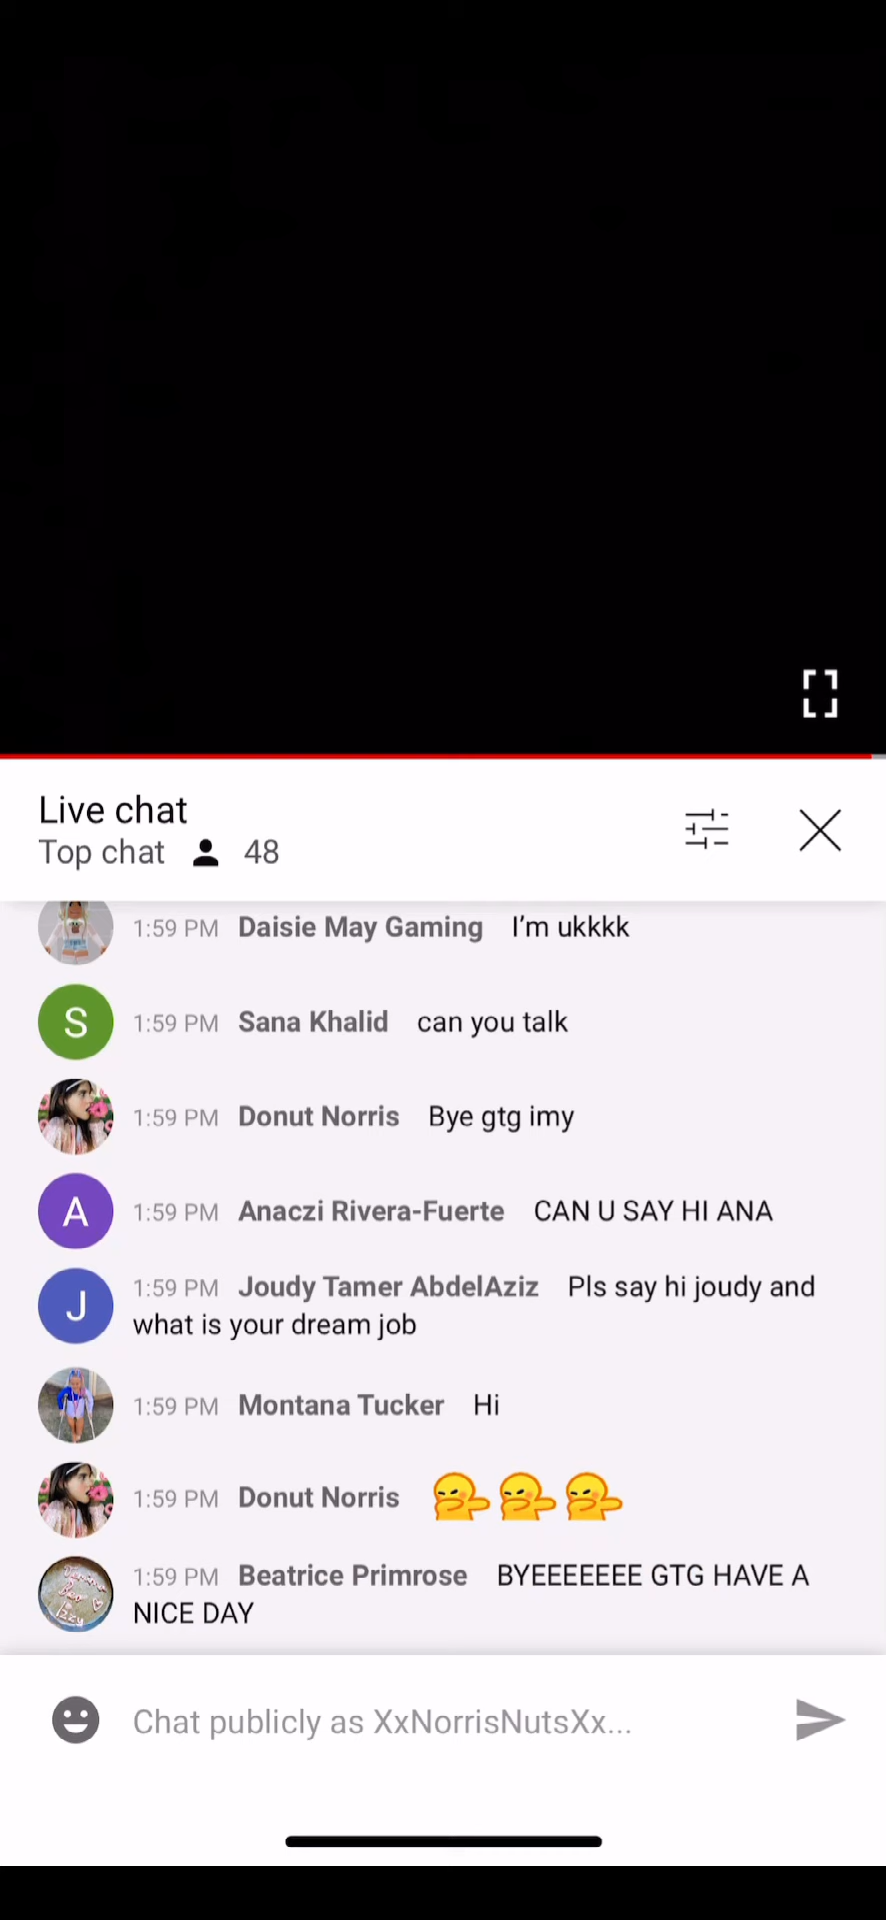 Live chat
Top chat 48
1:59 PM Daisie May Gaming I’m ukkkk
S 1:59 PM Sana Khalid can you talk
1:59 PM Donut Norris Bye gtg imy
A 1:59 PM Anaczi Rivera-Fuerte CAN U SAY HI ANA
J 1:59 PM Joudy Tamer AbdelAziz Pls say hi joudy and
what is your dream job
1:59 PM Montana Tucker Hi
1:59 PM Donut Norris
1:59 PM Beatrice Primrose BYEEEEEEE GTG HAVE A
NICE DAY
Chat publicly as XxNorrisNutsXx...